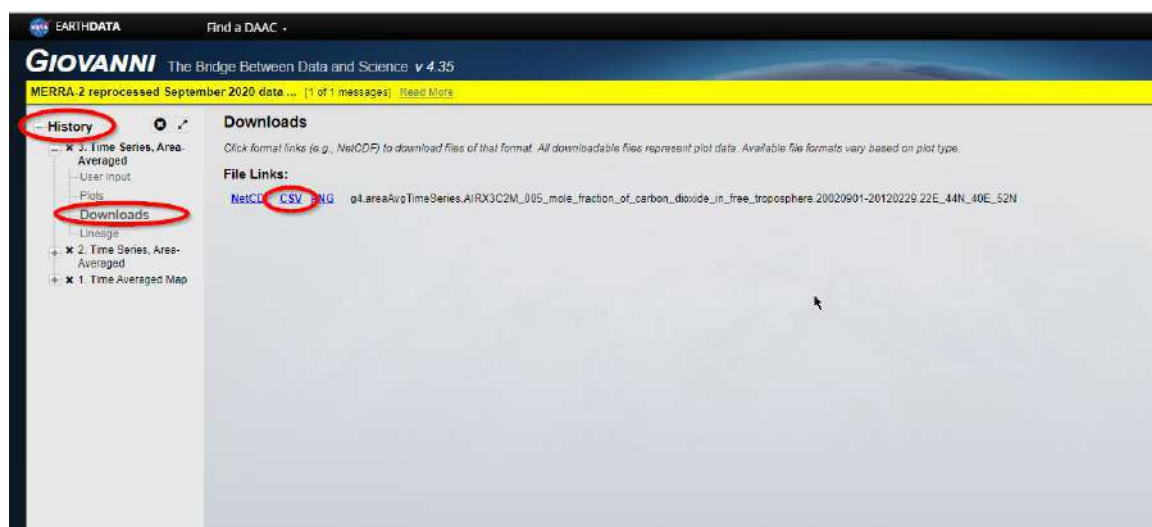 EARTHDATA Find a DAAC
GIOVANNI The Bridge Between Data and Science v 4.35
MERRA-2 reprocessed September 2020 data ... [1 of 1 messages] Read More
History
3. Time Series, Area-
Averaged
User Input
Plots
Downloads
Lineage
2. Time Series, Area-
Averaged
1. Time Averaged Map
Downloads
Click format links (e.g., NetCDF) to download files of that format. All downloadable files represent plot data. Available file formats vary based on plot type.
File Links:
NetCD CSV PNG g4.areaAvgTimeSeries.AIRX3C2M_005_mole_fraction_of_carbon_dioxide_in_free_troposphere.20020901-20120229.22E_44N_40E_52N